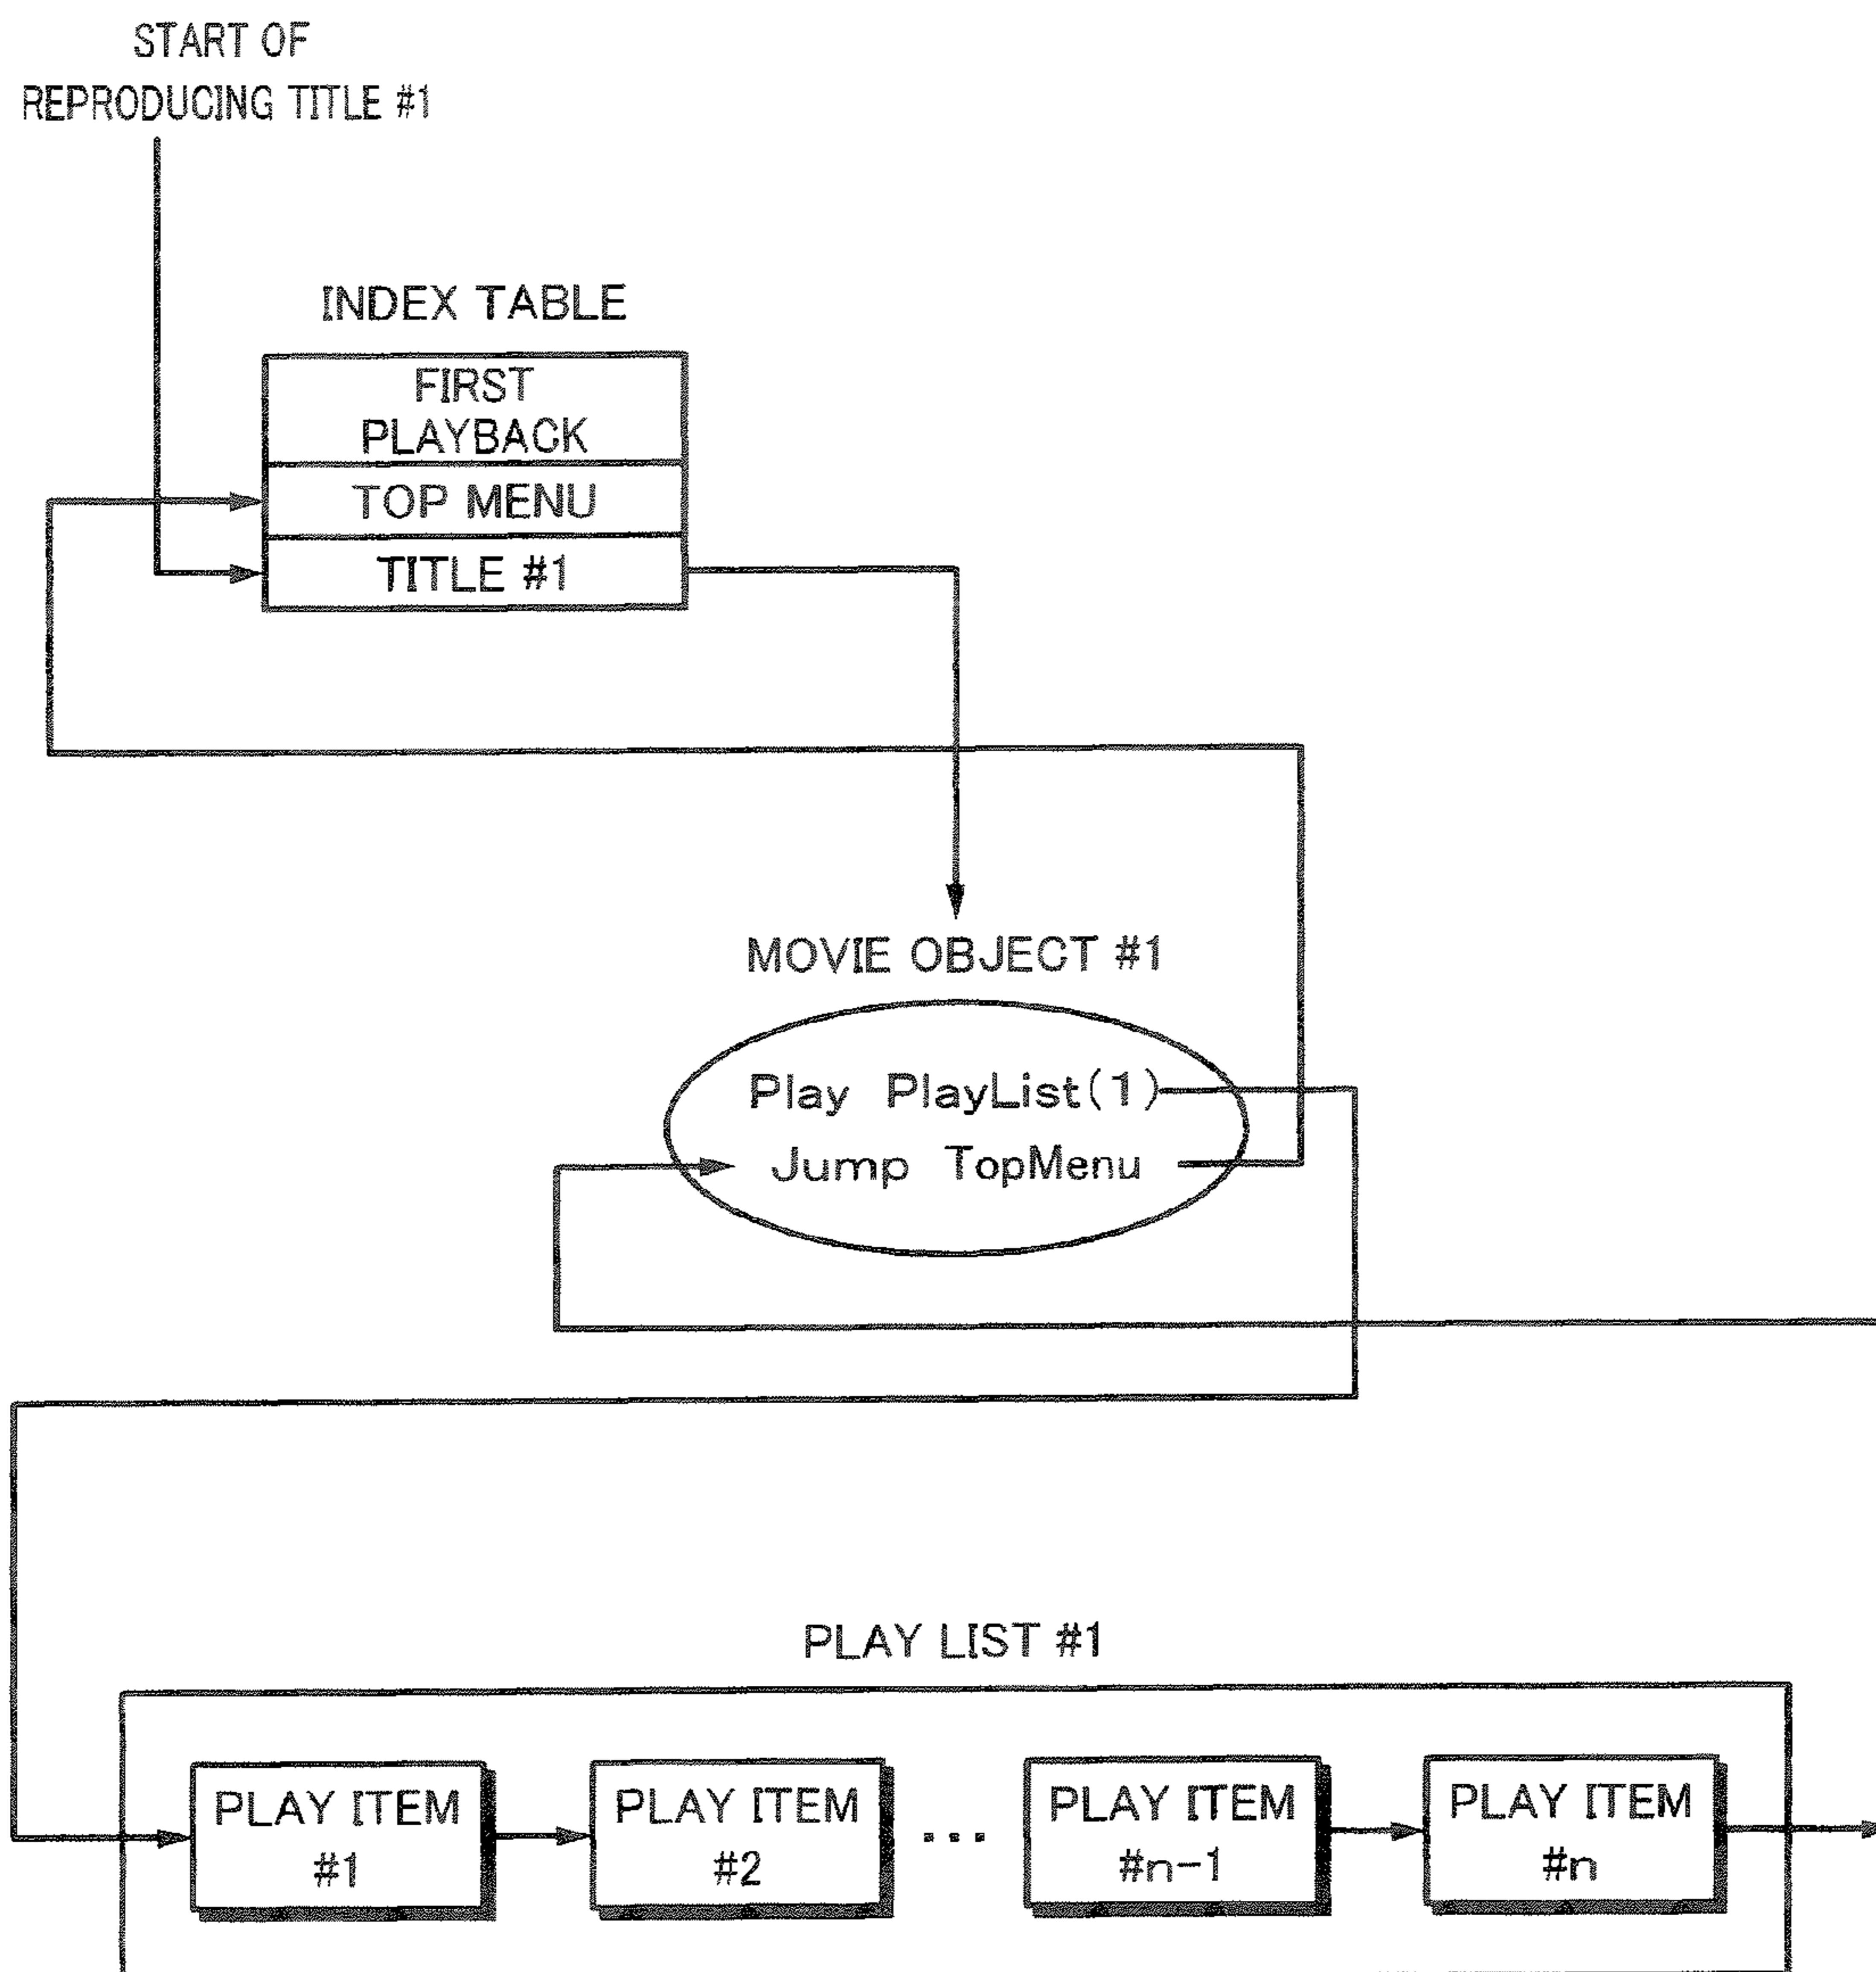 START OF
REPRODUCING TITLE #1
INDEX TABLE
FIRST
PLAYBACK
TOP MENU
TITLE #1
MOVIE OBJECT #1
Play PlayList(1)
Jump TopMenu
PLAY LIST #1
PLAY ITEM
#1
PLAY ITEM
#2
...
PLAY ITEM
#n-1
PLAY ITEM
#n